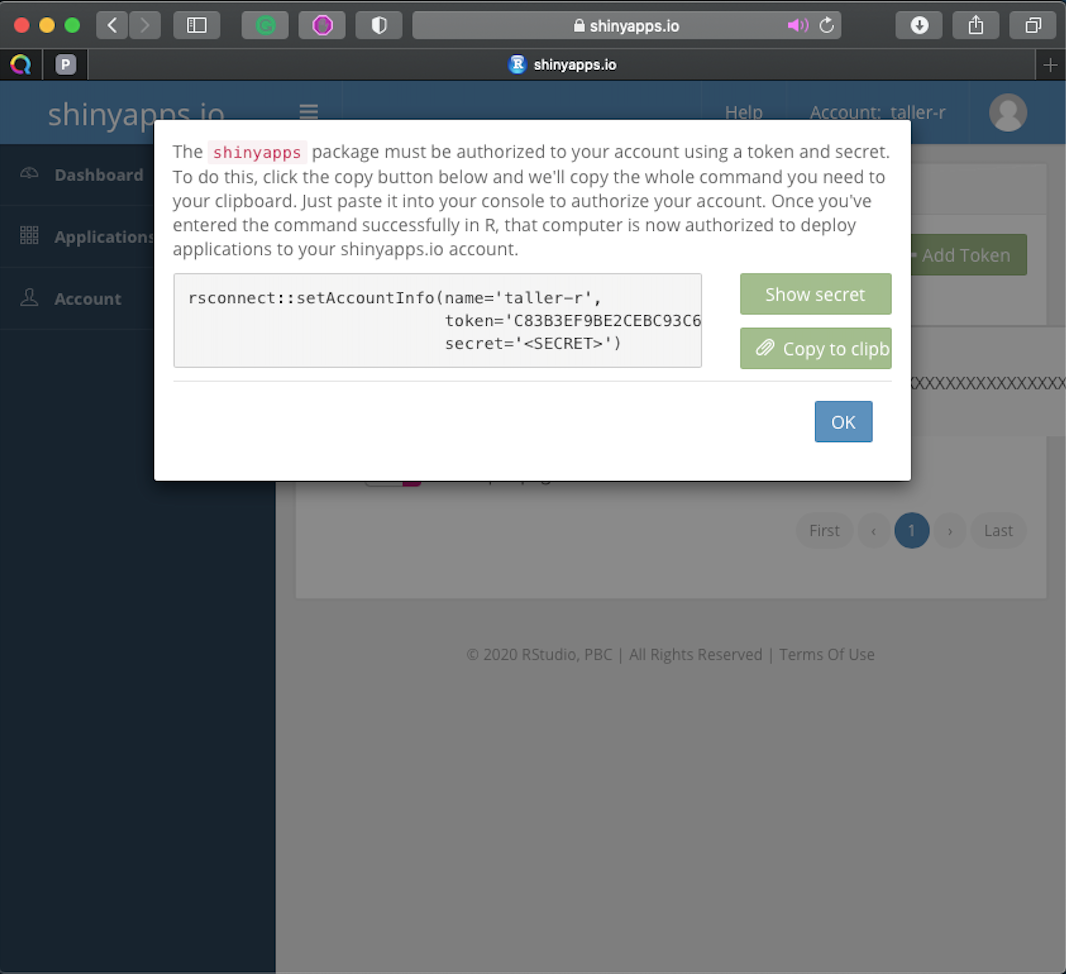 shinyapps.io
P
R shinyapps.io
shinyapps.io
Help
Account: taller-r
Dashboard
Applications
Account
Add Token
The shinyapps package must be authorized to your account using a token and secret.
To do this, click the copy button below and we'll copy the whole command you need to
your clipboard. Just paste it into your console to authorize your account. Once you've
entered the command successfully in R, that computer is now authorized to deploy
applications to your shinyapps.io account.
rsconnect::setAccountInfo(name='taller-r',
token='C83B3EF9BE2CEBC93C6
secret='<SECRET>')
Show secret
Copy to clipb
XXXXXXXXXXXXXXXX
OK
First ‹ 1 › Last
© 2020 RStudio, PBC | All Rights Reserved | Terms Of Use